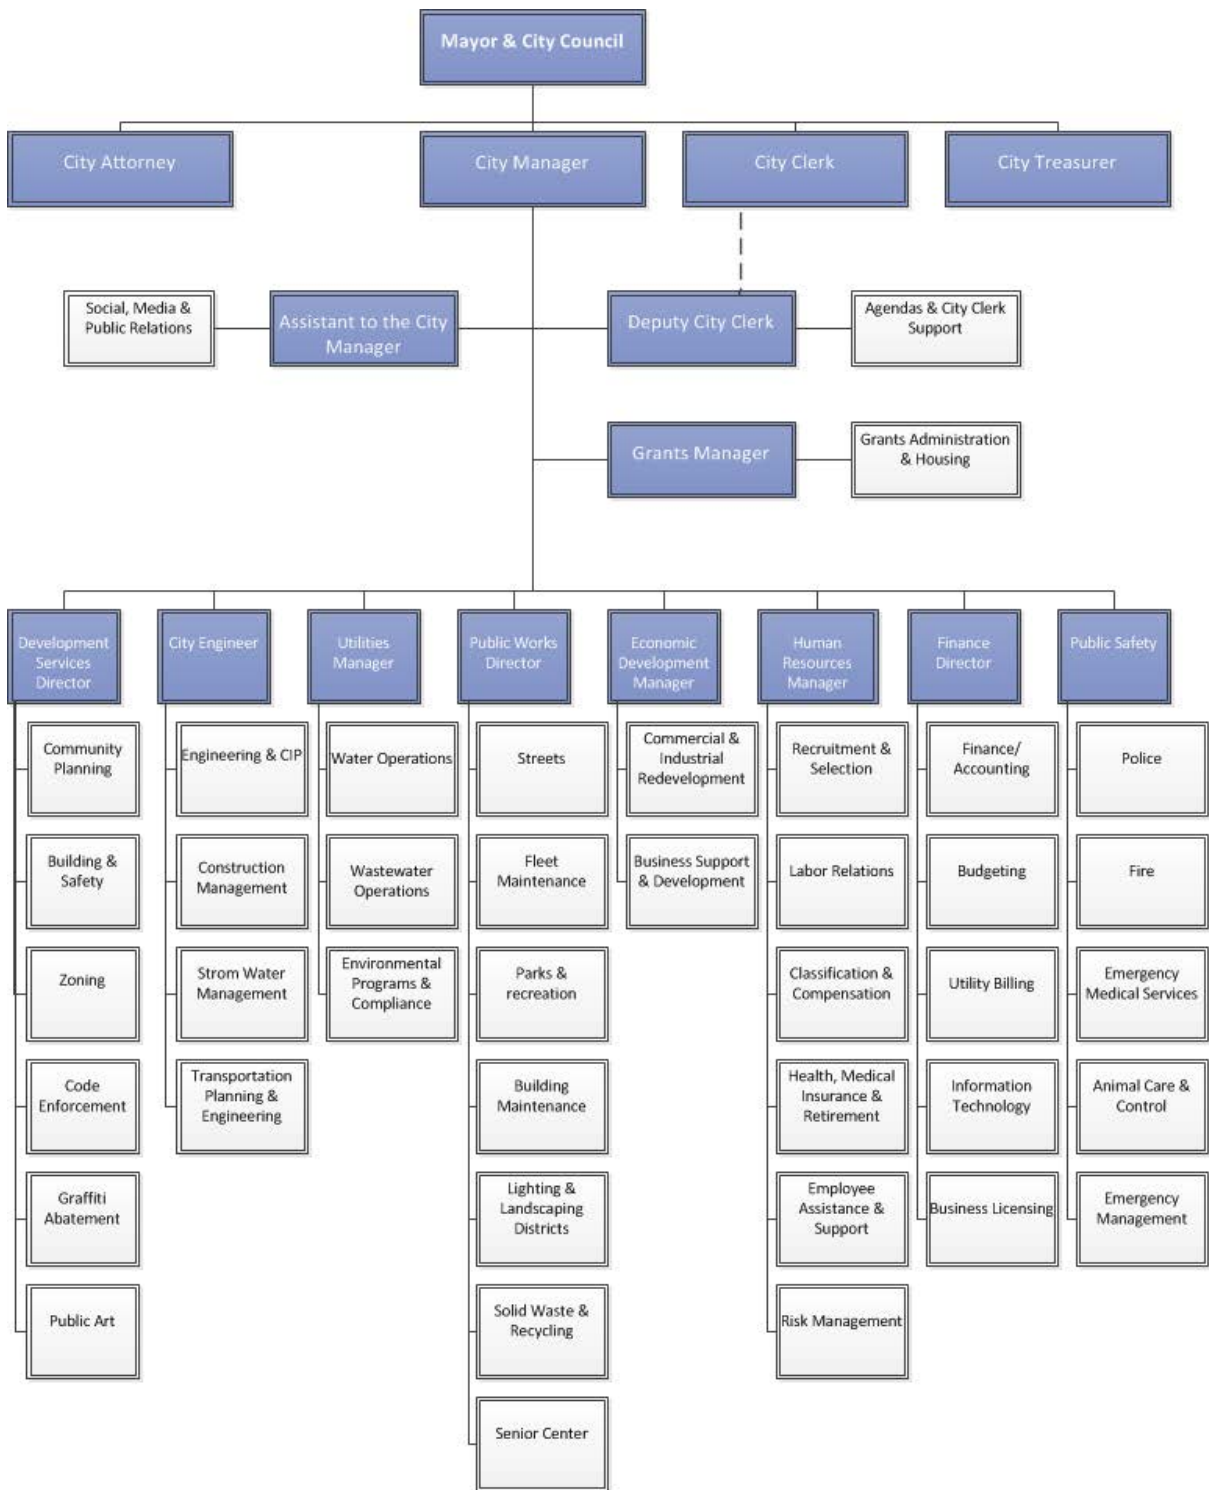 Mayor & City Council
City Attorney
City Manager
City Clerk
City Treasurer
Social, Media &
Public Relations
Assistant to the City
Manager
Deputy City Clerk
Agendas & City Clerk
Support
Grants Manager
Grants Administration
& Housing
Development
Services
Director
City Engineer
Utilities
Manager
Public Works
Director
Economic
Development
Manager
Human
Resources
Manager
Finance
Director
Public Safety
Community
Planning
Engineering & CIP
Water Operations
Streets
Commercial &
Industrial
Redevelopment
Recruitment &
Selection
Finance/
Accounting
Police
Building &
Safety
Construction
Management
Wastewater
Operations
Fleet
Maintenance
Business Support
& Development
Labor Relations
Budgeting
Fire
Zoning
Strom Water
Management
Environmental
Programs &
Compliance
Parks &
recreation
Classification &
Compensation
Utility Billing
Emergency
Medical Services
Code
Enforcement
Transportation
Planning &
Engineering
Building
Maintenance
Health, Medical
Insurance &
Retirement
Information
Technology
Animal Care &
Control
Graffiti
Abatement
Lighting &
Landscaping
Districts
Employee
Assistance &
Support
Business Licensing
Emergency
Management
Public Art
Solid Waste &
Recycling
Risk Management
Senior Center